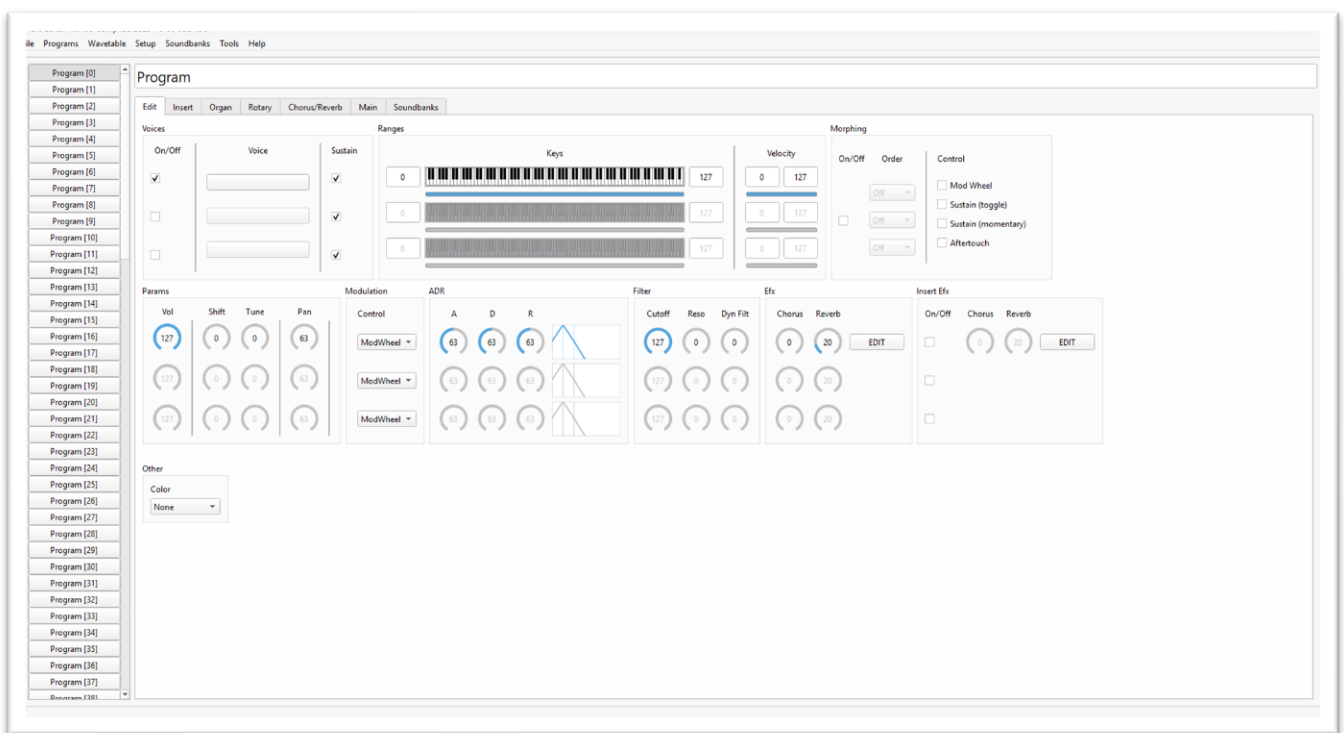 Programs Wavetable Setup Soundbanks Tools Help
Program [0]
Program [1]
Program [2]
Program [3]
Program [4]
Program [5]
Program [6]
Program [7]
Program [8]
Program [9]
Program [10]
Program [11]
Program [12]
Program [13]
Program [14]
Program [15]
Program [16]
Program [17]
Program [18]
Program [19]
Program [20]
Program [21]
Program [22]
Program [23]
Program [24]
Program [25]
Program [26]
Program [27]
Program [28]
Program [29]
Program [30]
Program [31]
Program [32]
Program [33]
Program [34]
Program [35]
Program [36]
Program [37]
Program [38]
Program
Edit Insert Organ Rotary Chorus/Reverb Main Soundbanks
Voices
On/Off Voice Sustain
Ranges
Keys Velocity
0 127 0 127
0 127 0 127
0 127 0 127
Morphing
On/Off Order Control
Off
Off
Off
Mod Wheel
Sustain (toggle)
Sustain (momentary)
Aftertouch
Params
Vol Shift Tune Pan
127 0 0 63
127 0 0 63
127 0 0 63
Modulation
Control
ModWheel
ModWheel
ModWheel
ADR
A D R
63 63 63
63 63 63
63 63 63
Filter
Cutoff Reso Dyn Filt
127 0 0
127 0 0
127 0 0
Efx
Chorus Reverb
0 20 EDIT
0 20
0 20
Insert Efx
On/Off Chorus Reverb
0 20 EDIT
Other
Color
None